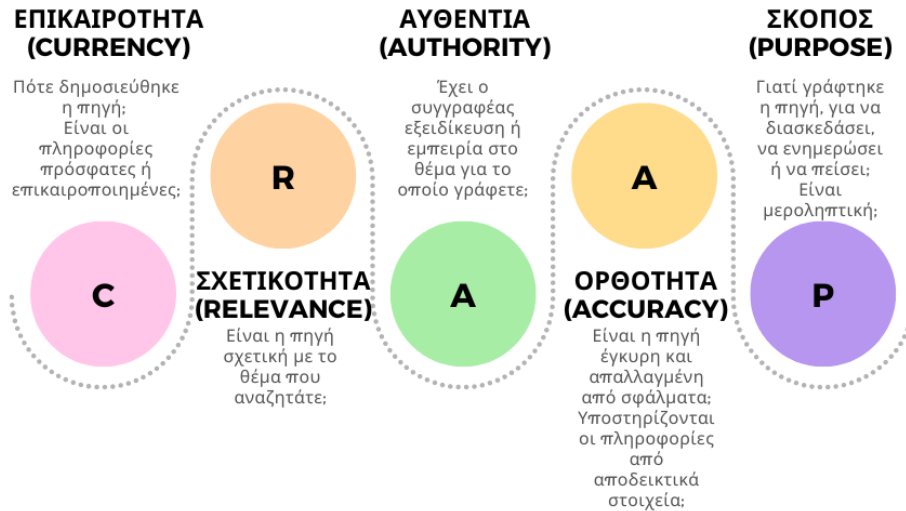 ΕΠΙΚΑΙΡΟΤΗΤΑ
(CURRENCY)
Πότε δημοσιεύθηκε
η πηγή;
Είναι οι
πληροφορίες
πρόσφατες ή
επικαιροποιημένες;
C
R
ΣΧΕΤΙΚΟΤΗΤΑ
(RELEVANCE)
Είναι η πηγή
σχετική με το
θέμα που
αναζητάτε;
ΑΥΘΕΝΤΙΑ
(AUTHORITY)
Έχει ο
συγγραφέας
εξειδίκευση ή
εμπειρία στο
θέμα για το
οποίο γράφετε;
A
A
ΟΡΘΟΤΗΤΑ
(ACCURACY)
Είναι η πηγή
έγκυρη και
απαλλαγμένη
από σφάλματα;
Υποστηρίζονται
οι πληροφορίες
από
αποδεικτικά
στοιχεία;
ΣΚΟΠΟΣ
(PURPOSE)
Γιατί γράφτηκε
η πηγή, για να
διασκεδάσει,
να ενημερώσει
ή να πείσει;
Είναι
μεροληπτική;
P